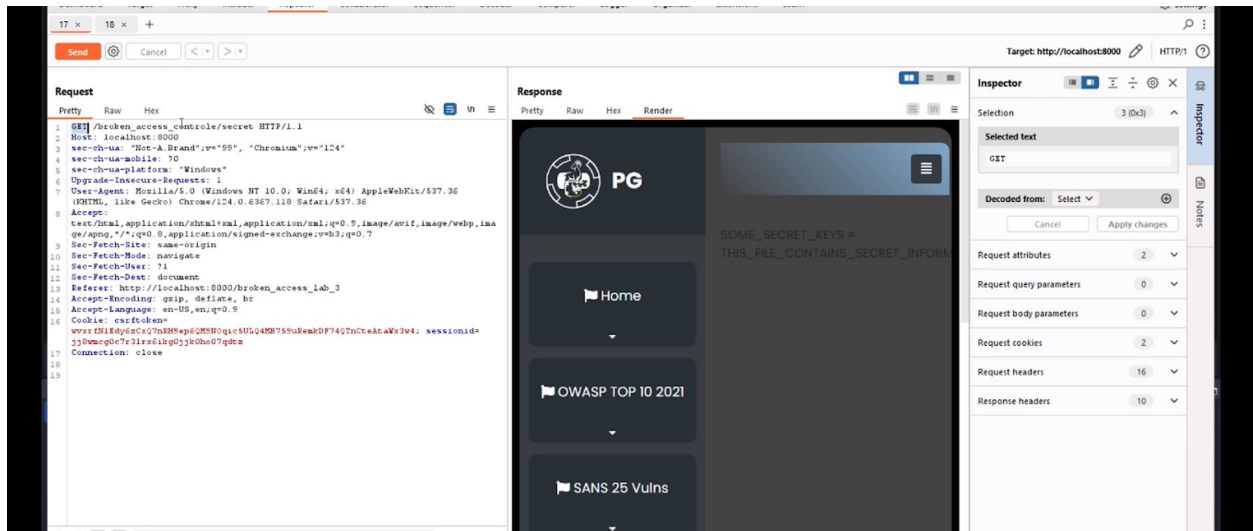 17 × 18 × +
Send Cancel < >
Target: http://localhost:8000 HTTP/1
Request
Pretty Raw Hex \n
1 GET /broken_access_controle/secret HTTP/1.1
2 Host: localhost:8000
3 sec-ch-ua: "Not-A.Brand";v="99", "Chromium";v="124"
4 sec-ch-ua-mobile: ?0
5 sec-ch-ua-platform: "Windows"
6 Upgrade-Insecure-Requests: 1
7 User-Agent: Mozilla/5.0 (Windows NT 10.0; Win64; x64) AppleWebKit/537.36
(KHTML, like Gecko) Chrome/124.0.6367.118 Safari/537.36
8 Accept:
text/html,application/xhtml+xml,application/xml;q=0.9,image/avif,image/webp,ima
ge/apng,*/*;q=0.8,application/signed-exchange;v=b3;q=0.7
9 Sec-Fetch-Site: same-origin
10 Sec-Fetch-Mode: navigate
11 Sec-Fetch-User: ?1
12 Sec-Fetch-Dest: document
13 Referer: http://localhost:8000/broken_access_lab_3
14 Accept-Encoding: gzip, deflate, br
15 Accept-Language: en-US,en;q=0.9
16 Cookie: csrftoken=
sessionid=
17 Connection: close
18
19
Response
Pretty Raw Hex Render \n
PG
SOME_SECRET_KEYS =
THIS_FILE_CONTAINS_SECRET_INFORM
Home
OWASP TOP 10 2021
SANS 25 Vulns
Inspector
Selection 3 (0x3)
Selected text
GET
Decoded from: Select
Cancel Apply changes
Request attributes 2
Request query parameters 0
Request body parameters 0
Request cookies 2
Request headers 16
Response headers 10
Inspector
Notes